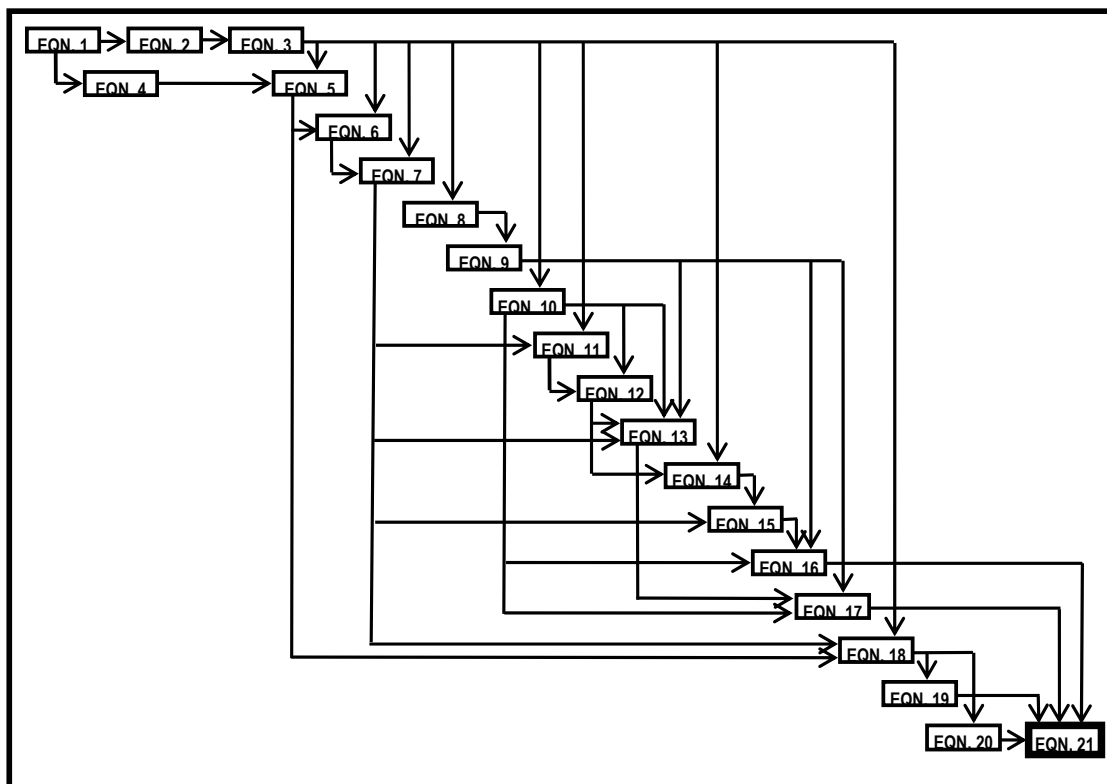 EQN. 1
EQN. 2
EQN. 3
EQN. 4
EQN. 5
EQN. 6
EQN. 7
EQN. 8
EQN. 9
EQN. 10
EQN. 11
EQN. 12
EQN. 13
EQN. 14
EQN. 15
EQN. 16
EQN. 17
EQN. 18
EQN. 19
EQN. 20
EQN. 21